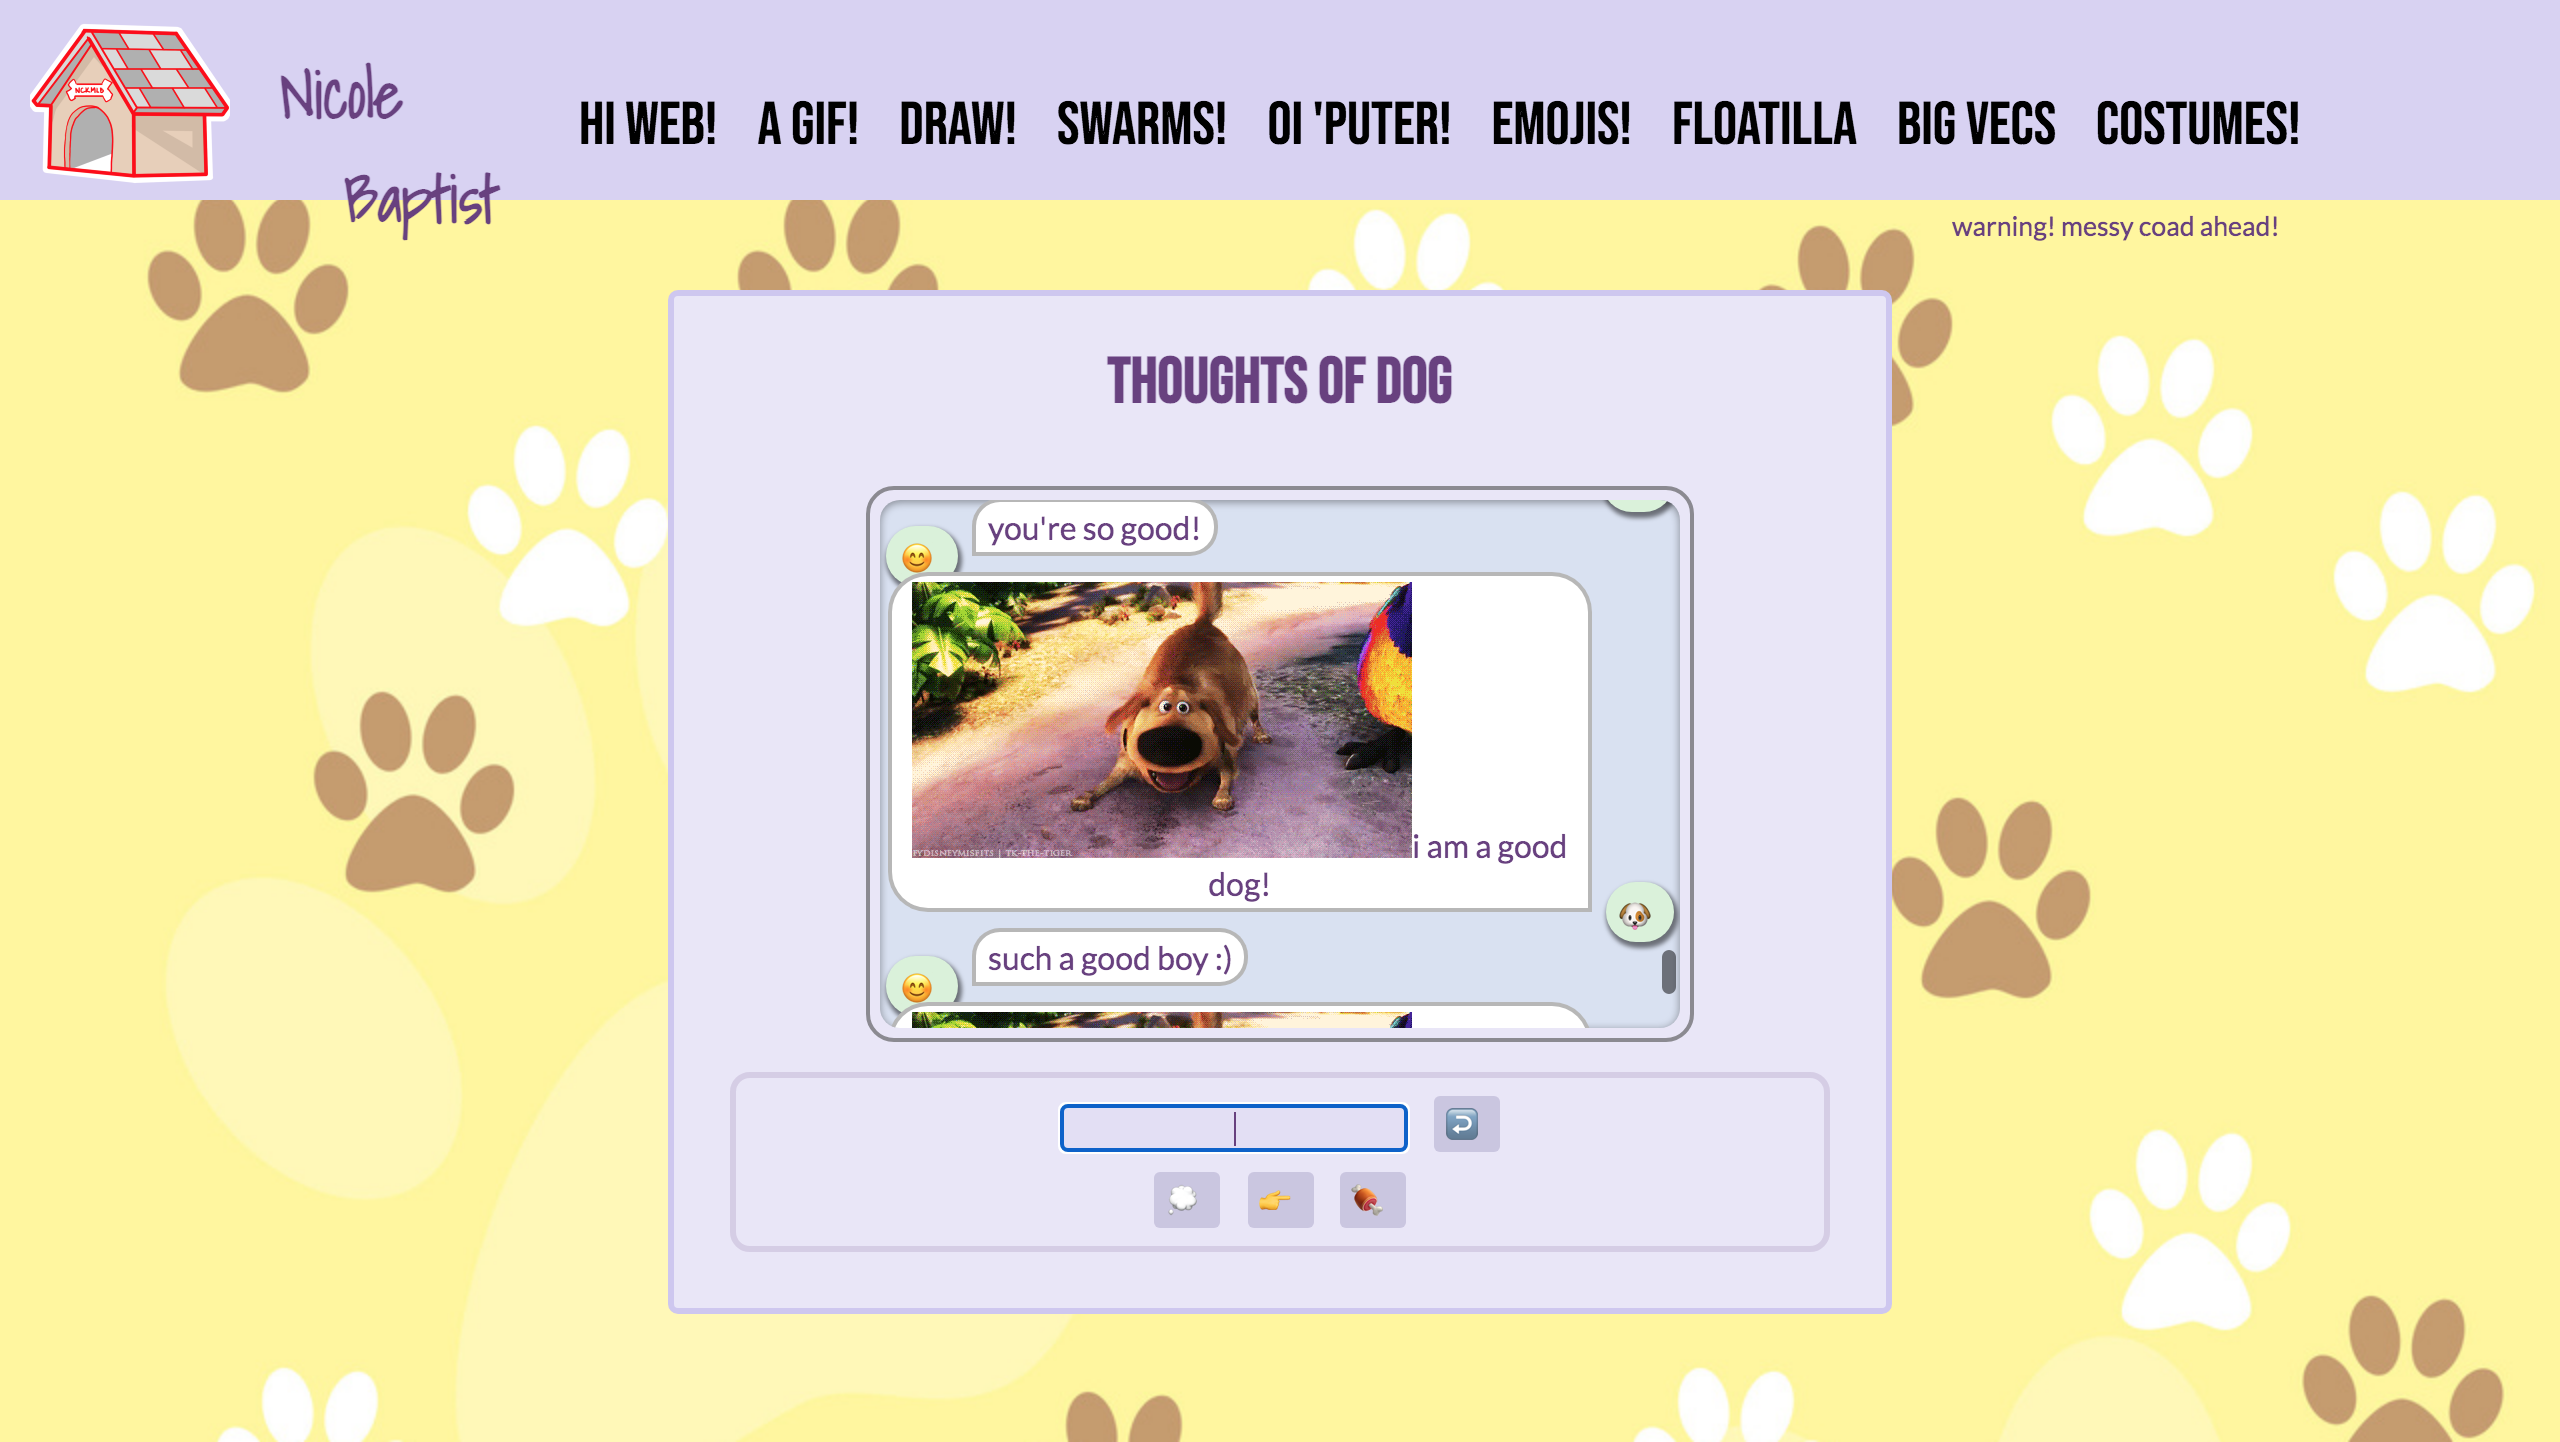 NCKMLD
Nicole
Baptist
HI WEB! A GIF! DRAW! SWARMS! OI 'PUTER! EMOJIS! FLOATILLA BIG VECS COSTUMES!
warning! messy coad ahead!
THOUGHTS OF DOG
you're so good!
FYDISNEYMISFITS | TK-THE-TIGER
i am a good
dog!
such a good boy :)